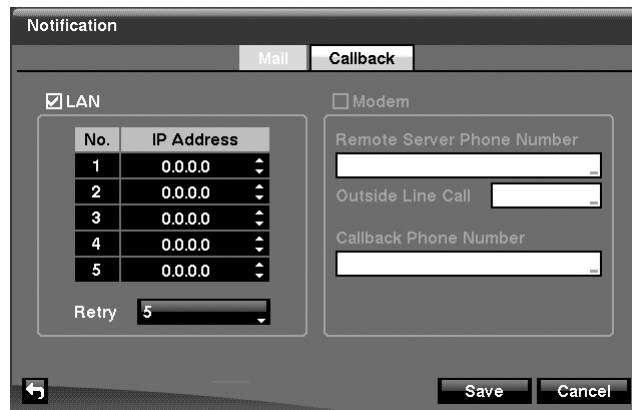 Notification
Mail Callback
LAN
No. IP Address
1 0.0.0.0
2 0.0.0.0
3 0.0.0.0
4 0.0.0.0
5 0.0.0.0
Retry 5
Modem
Remote Server Phone Number
Outside Line Call
Callback Phone Number
Save Cancel